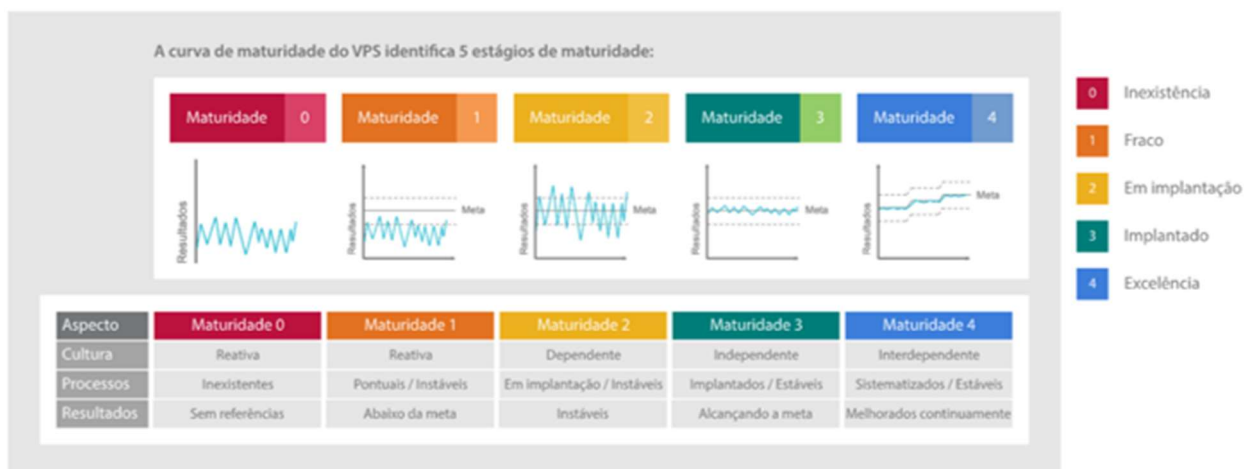 A curva de maturidade do VPS identifica 5 estágios de maturidade:
Maturidade 0
Maturidade 1
Maturidade 2
Maturidade 3
Maturidade 4
Resultados
Resultados
Meta
Resultados
Meta
Resultados
Meta
Resultados
Meta
0 Inexistência
1 Fraco
2 Em implantação
3 Implantado
4 Excelência
Aspecto Maturidade 0 Maturidade 1 Maturidade 2 Maturidade 3 Maturidade 4
Cultura Reativa Reativa Dependente Independente Interdependente
Processos Inexistentes Pontuais / Instáveis Em implantação / Instáveis Implantados / Estáveis Sistematizados / Estáveis
Resultados Sem referências Abaixo da meta Instáveis Alcançando a meta Melhorados continuamente